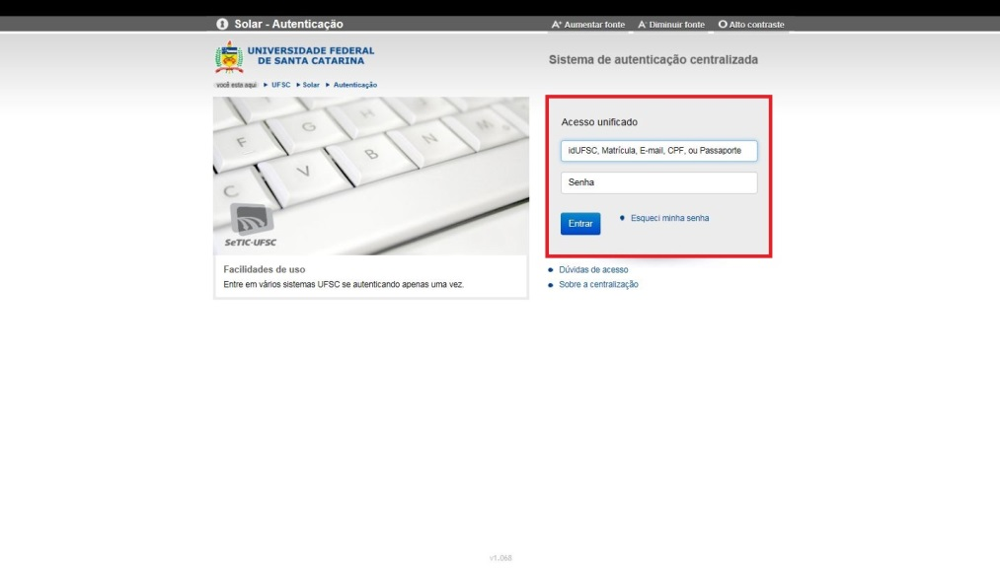 Solar - Autenticação
A+ Aumentar fonte A- Diminuir fonte Alto contraste
UNIVERSIDADE FEDERAL
DE SANTA CATARINA
Sistema de autenticação centralizada
você esta aqui UFSC Solar Autenticação
Acesso unificado
idUFSC, Matrícula, E-mail, CPF, ou Passaporte
Senha
Entrar
Esqueci minha senha
F G H
C V B N M
SeTIC-UFSC
Facilidades de uso
Entre em vários sistemas UFSC se autenticando apenas uma vez.
Dúvidas de acesso
Sobre a centralização
v1.068